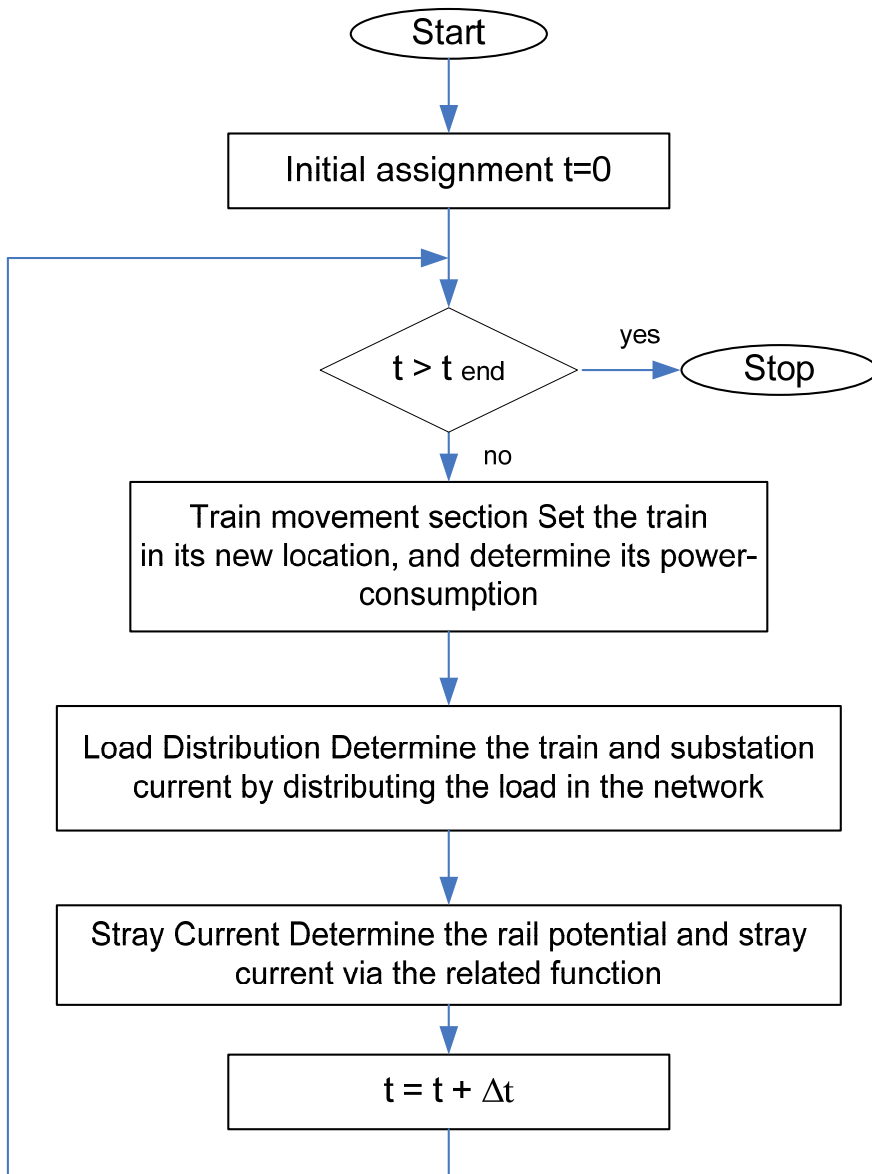 Start
Initial assignment t=0
t > t end
yes
Stop
no
Train movement section Set the train
in its new location, and determine its power-
consumption
Load Distribution Determine the train and substation
current by distributing the load in the network
Stray Current Determine the rail potential and stray
current via the related function
t = t + Δt